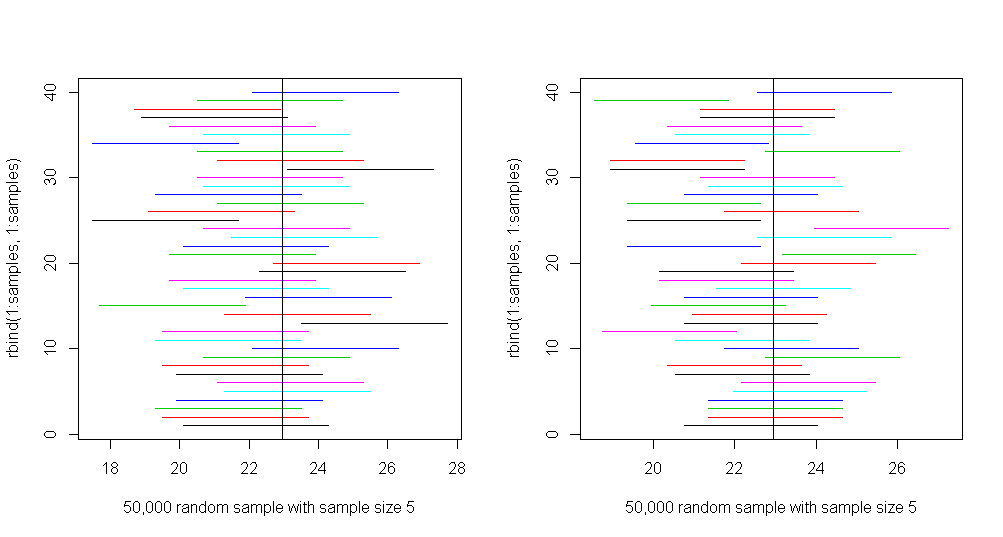 rbind(1:samples, 1:samples)
40
30
20
10
0
18 20 22 24 26 28
50,000 random sample with sample size 5
rbind(1:samples, 1:samples)
40
30
20
10
0
20 22 24 26
50,000 random sample with sample size 5